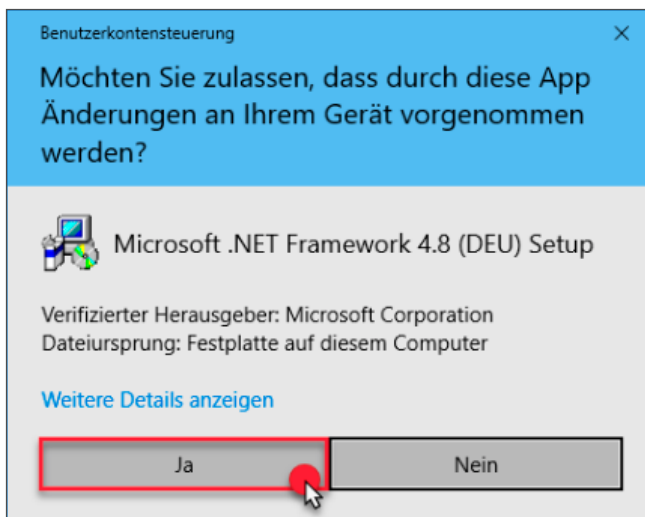 Benutzerkontensteuerung
Möchten Sie zulassen, dass durch diese App
Änderungen an Ihrem Gerät vorgenommen
werden?
Microsoft .NET Framework 4.8 (DEU) Setup
Verifizierter Herausgeber: Microsoft Corporation
Dateiursprung: Festplatte auf diesem Computer
Weitere Details anzeigen
Ja
Nein